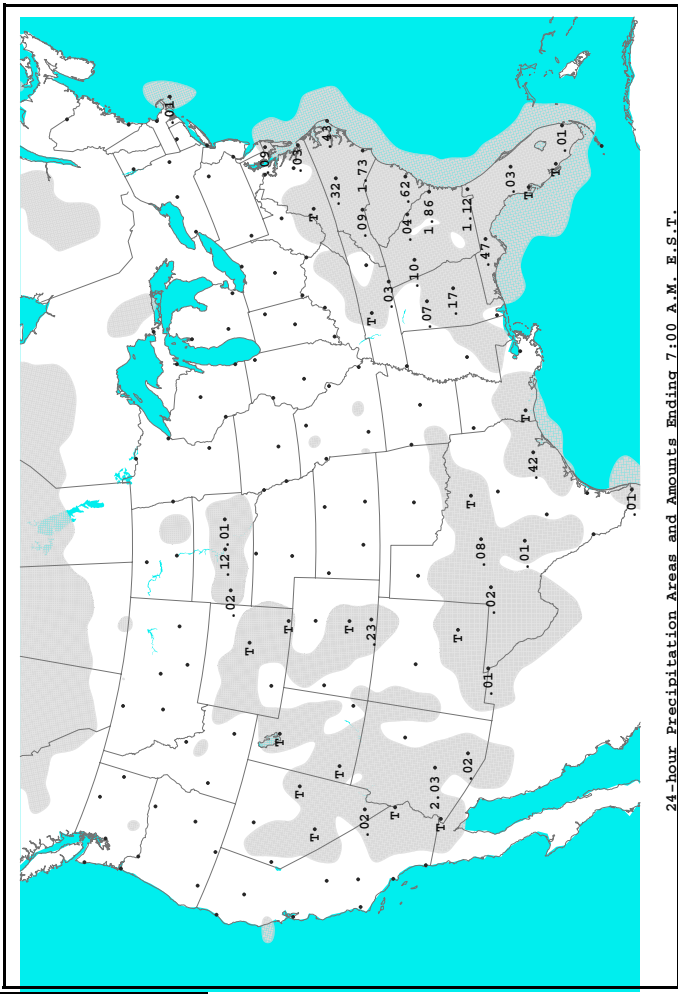 .01
.12 .01
.02
T
.09
T
T
.03
T
T
T
.43
.32
T
T
.02
.09
1.73
.23
T
.03
T
.62
.04
.10
.07
1.86
2.03
T
.17
T
1.12
.02
T
.08
.47
.01
.02
.03
.01
T
T
.42
T
.01
.01
24-hour Precipitation Areas and Amounts Ending 7:00 A.M. E.S.T.